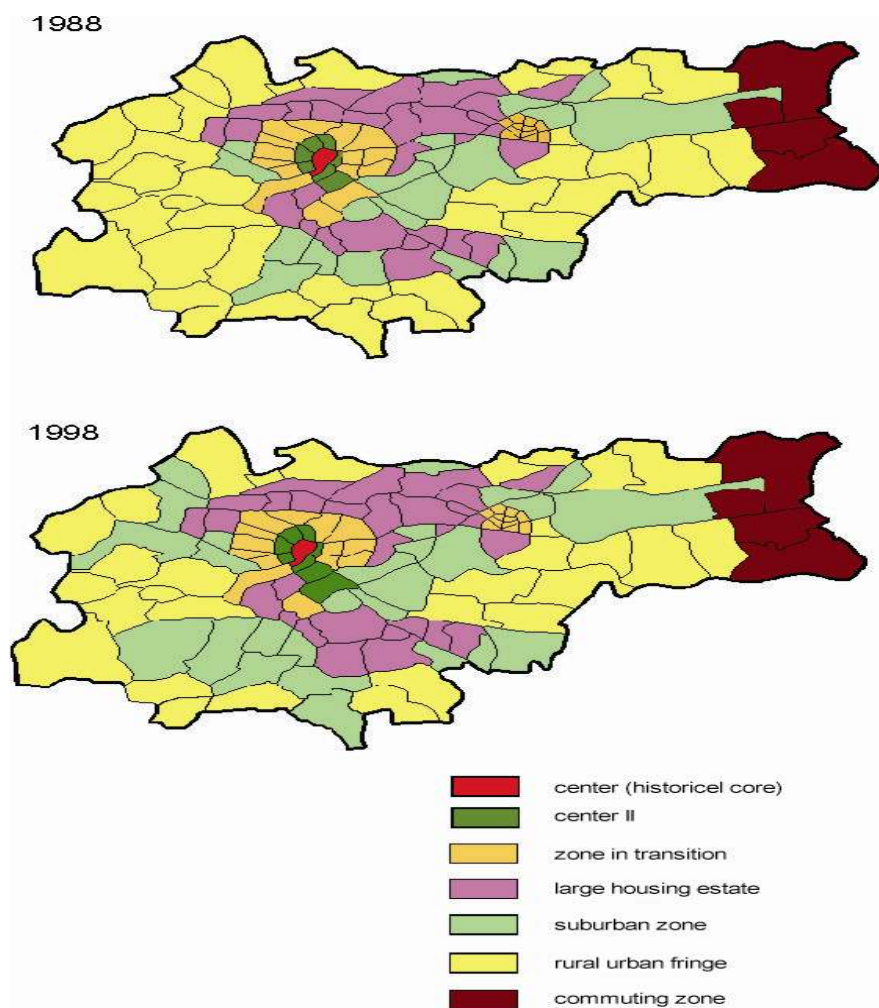 1988
1998
center (historicel core)
center II
zone in transition
large housing estate
suburban zone
rural urban fringe
commuting zone